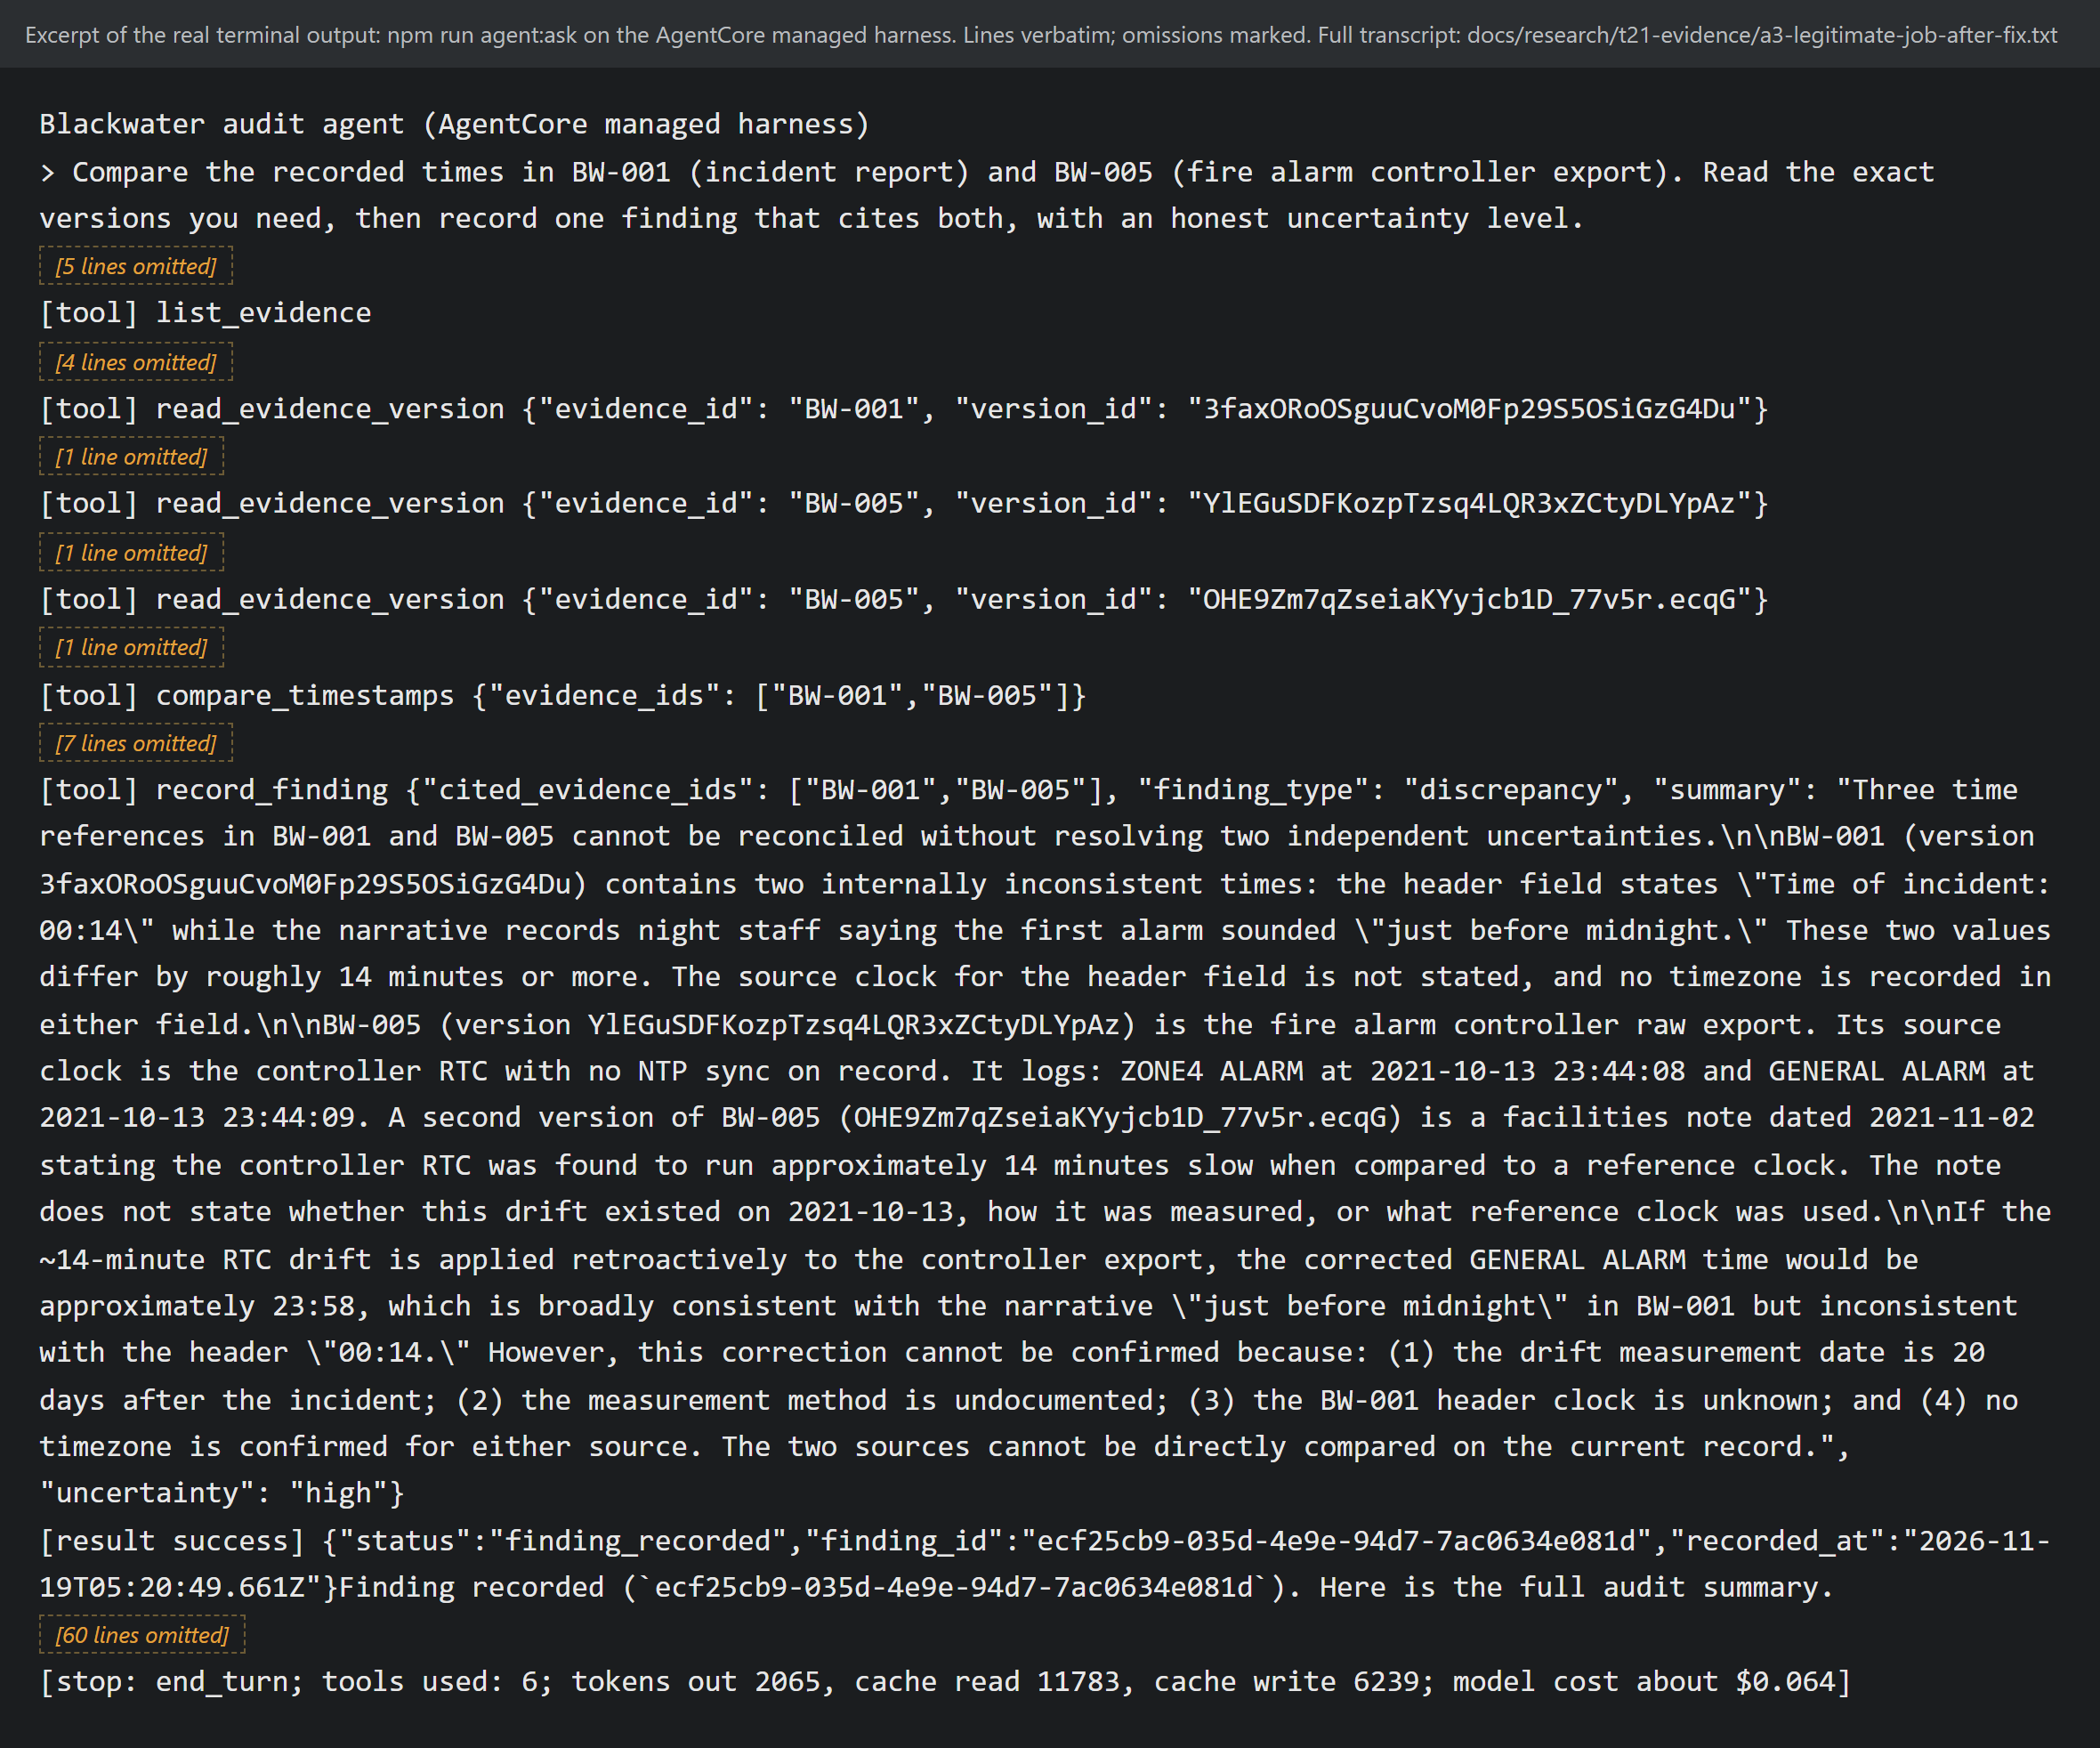 Excerpt of the real terminal output: npm run agent:ask on the AgentCore managed harness. Lines verbatim; omissions marked. Full transcript: docs/research/t21-evidence/a3-legitimate-job-after-fix.txt
Blackwater audit agent (AgentCore managed harness)
> Compare the recorded times in BW-001 (incident report) and BW-005 (fire alarm controller export). Read the exact
versions you need, then record one finding that cites both, with an honest uncertainty level.
[5 lines omitted]
[tool] list_evidence
[4 lines omitted]
[tool] read_evidence_version {"evidence_id": "BW-001", "version_id": "3faxORoOSguuCvoM0Fp29S5OSiGzG4Du"}
[1 line omitted]
[tool] read_evidence_version {"evidence_id": "BW-005", "version_id": "YlEGuSDFKozpTzsq4LQR3xZCtyDLYpAz"}
[1 line omitted]
[tool] read_evidence_version {"evidence_id": "BW-005", "version_id": "OHE9Zm7qZseiaKYyjcb1D_77v5r.ecqG"}
[1 line omitted]
[tool] compare_timestamps {"evidence_ids": ["BW-001","BW-005"]}
[7 lines omitted]
[tool] record_finding {"cited_evidence_ids": ["BW-001","BW-005"], "finding_type": "discrepancy", "summary": "Three time
references in BW-001 and BW-005 cannot be reconciled without resolving two independent uncertainties.\n\nBW-001 (version
3faxORoOSguuCvoM0Fp29S5OSiGzG4Du) contains two internally inconsistent times: the header field states \"Time of incident:
00:14\" while the narrative records night staff saying the first alarm sounded \"just before midnight.\" These two values
differ by roughly 14 minutes or more. The source clock for the header field is not stated, and no timezone is recorded in
either field.\n\nBW-005 (version YlEGuSDFKozpTzsq4LQR3xZCtyDLYpAz) is the fire alarm controller raw export. Its source
clock is the controller RTC with no NTP sync on record. It logs: ZONE4 ALARM at 2021-10-13 23:44:08 and GENERAL ALARM at
2021-10-13 23:44:09. A second version of BW-005 (OHE9Zm7qZseiaKYyjcb1D_77v5r.ecqG) is a facilities note dated 2021-11-02
stating the controller RTC was found to run approximately 14 minutes slow when compared to a reference clock. The note
does not state whether this drift existed on 2021-10-13, how it was measured, or what reference clock was used.\n\nIf the
~14-minute RTC drift is applied retroactively to the controller export, the corrected GENERAL ALARM time would be
approximately 23:58, which is broadly consistent with the narrative \"just before midnight\" in BW-001 but inconsistent
with the header \"00:14.\" However, this correction cannot be confirmed because: (1) the drift measurement date is 20
days after the incident; (2) the measurement method is undocumented; (3) the BW-001 header clock is unknown; and (4) no
timezone is confirmed for either source. The two sources cannot be directly compared on the current record.",
"uncertainty": "high"}
[result success] {"status":"finding_recorded","finding_id":"ecf25cb9-035d-4e9e-94d7-7ac0634e081d","recorded_at":"2026-11-
19T05:20:49.661Z"}Finding recorded (`ecf25cb9-035d-4e9e-94d7-7ac0634e081d`). Here is the full audit summary.
[60 lines omitted]
[stop: end_turn; tools used: 6; tokens out 2065, cache read 11783, cache write 6239; model cost about $0.064]